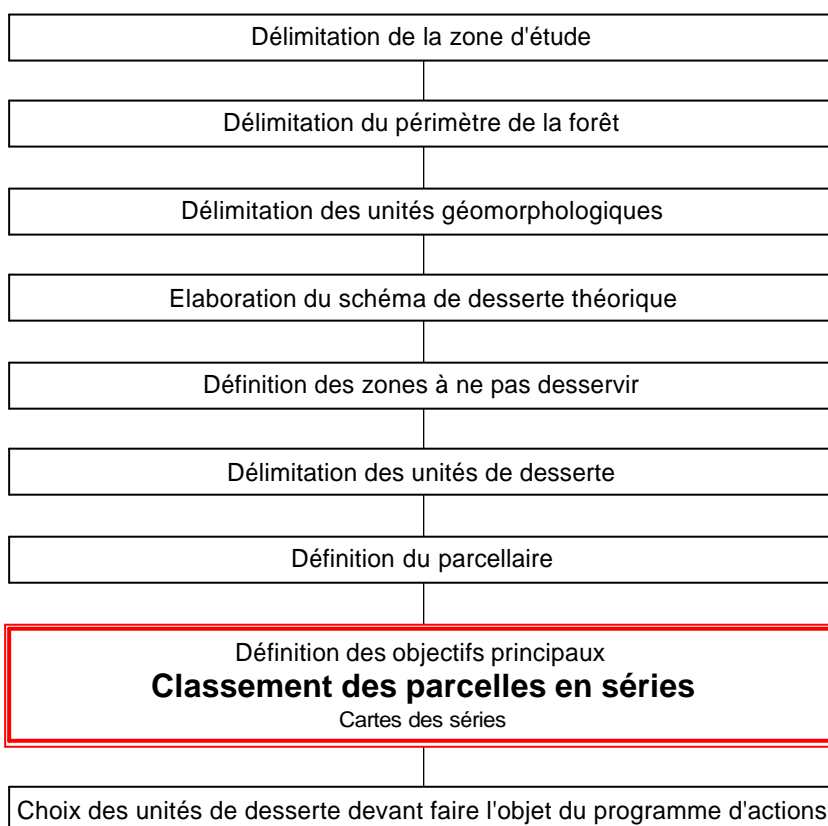 Délimitation de la zone d'étude
Délimitation du périmètre de la forêt
Délimitation des unités géomorphologiques
Elaboration du schéma de desserte théorique
Définition des zones à ne pas desservir
Délimitation des unités de desserte
Définition du parcellaire
Définition des objectifs principaux
Classement des parcelles en séries
Cartes des séries
Choix des unités de desserte devant faire l'objet du programme d'actions